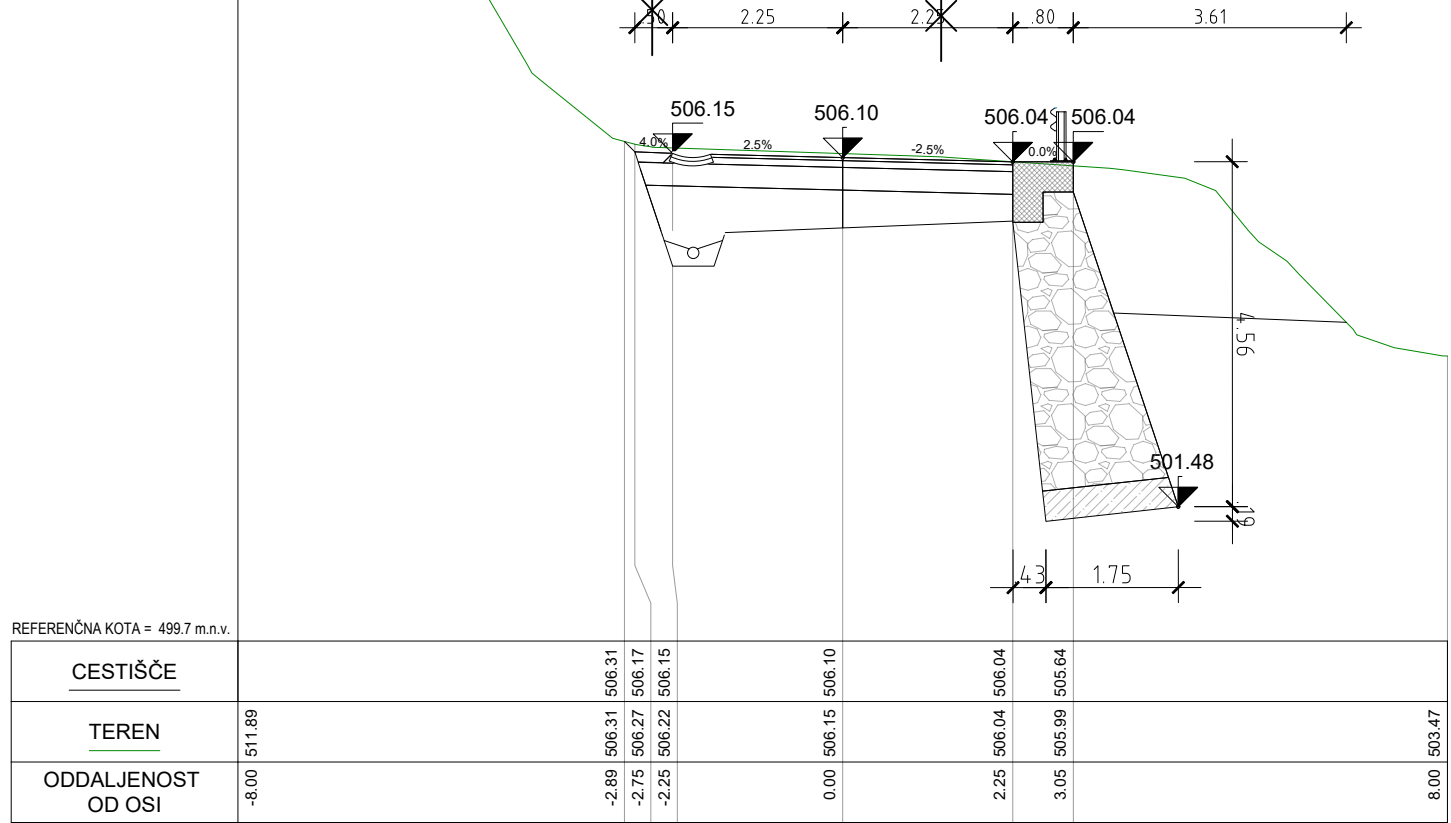 .50 2.25 2.25 .80 3.61
506.15 506.10 506.04 506.04
4.0% 2.5% -2.5% 0.0%
4.56
501.48
.19
.43 1.75
REFERENČNA KOTA = 499.7 m.n.v.
CESTIŠČE 506.31 506.17 506.15 506.10 506.04 505.64
TEREN 511.89 506.31 506.27 506.22 506.15 506.04 505.99 503.47
ODDALJENOST
OD OSI
-8.00 -2.89 -2.75 -2.25 0.00 2.25 3.05 8.00